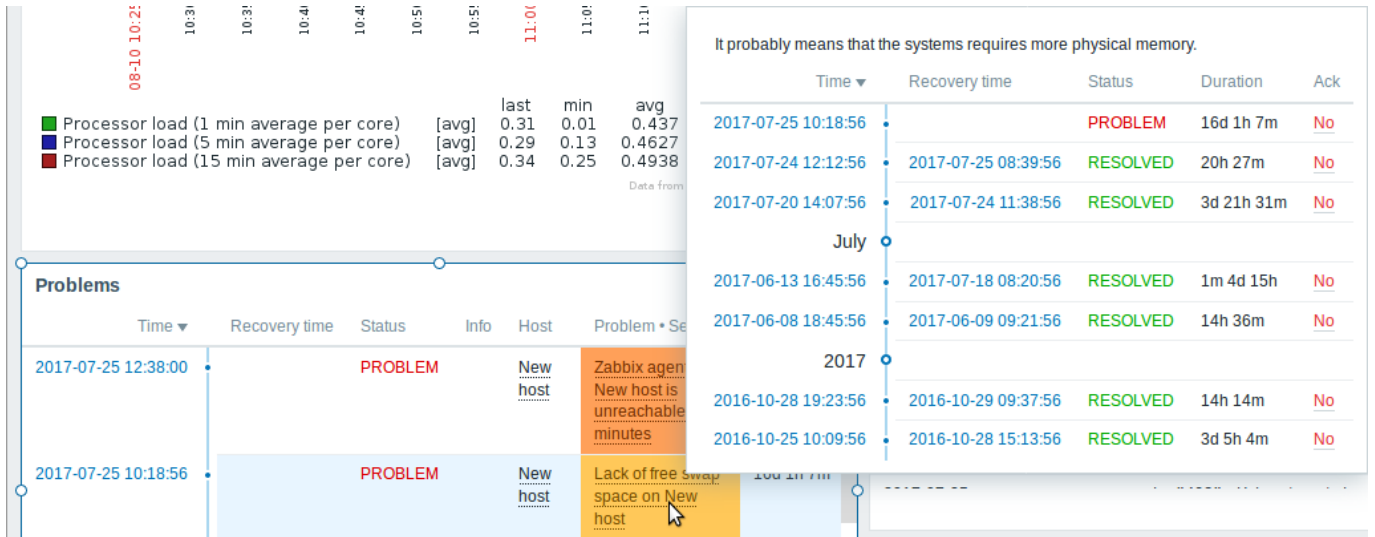 08-10 10:25
10:3
10:3
10:4
10:4
10:5
10:5
11:0
11:0
11:1
last min avg
Processor load (1 min average per core) [avg] 0.31 0.01 0.437
Processor load (5 min average per core) [avg] 0.29 0.13 0.4627
Processor load (15 min average per core) [avg] 0.34 0.25 0.4938
Data from
Problems
Time ▼ Recovery time Status Info Host Problem • Se
2017-07-25 12:38:00 PROBLEM New Zabbix agen
host New host is
unreachable
minutes
2017-07-25 10:18:56 PROBLEM New Lack of free swap 16d 1h 7m
host space on New
host
It probably means that the systems requires more physical memory.
Time ▼ Recovery time Status Duration Ack
2017-07-25 10:18:56 PROBLEM 16d 1h 7m No
2017-07-24 12:12:56 2017-07-25 08:39:56 RESOLVED 20h 27m No
2017-07-20 14:07:56 2017-07-24 11:38:56 RESOLVED 3d 21h 31m No
July
2017-06-13 16:45:56 2017-07-18 08:20:56 RESOLVED 1m 4d 15h No
2017-06-08 18:45:56 2017-06-09 09:21:56 RESOLVED 14h 36m No
2017
2016-10-28 19:23:56 2016-10-29 09:37:56 RESOLVED 14h 14m No
2016-10-25 10:09:56 2016-10-28 15:13:56 RESOLVED 3d 5h 4m No